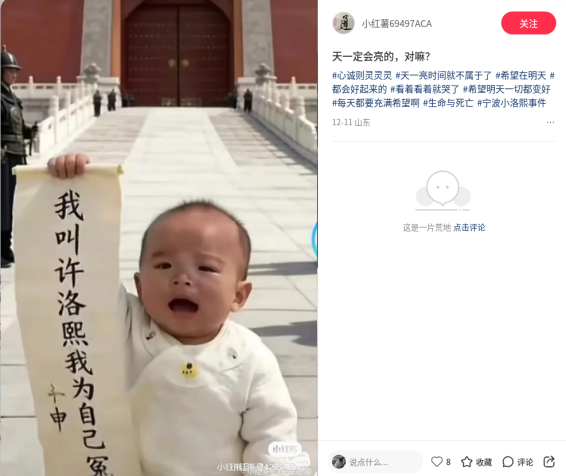 我叫许洛熙我为自己冤
申
小红薯69497ACA
关注
天一定会亮的，对嘛？
#心诚则灵灵灵 #天一亮时间就不属于了 #希望在明天 #
都会好起来的 #看着看着就哭了 #希望明天一切都变好
#每天都要充满希望啊 #生命与死亡 #宁波小洛熙事件
12-11 山东
这是一片荒地 点击评论
小红书
说点什么...
8
收藏
评论